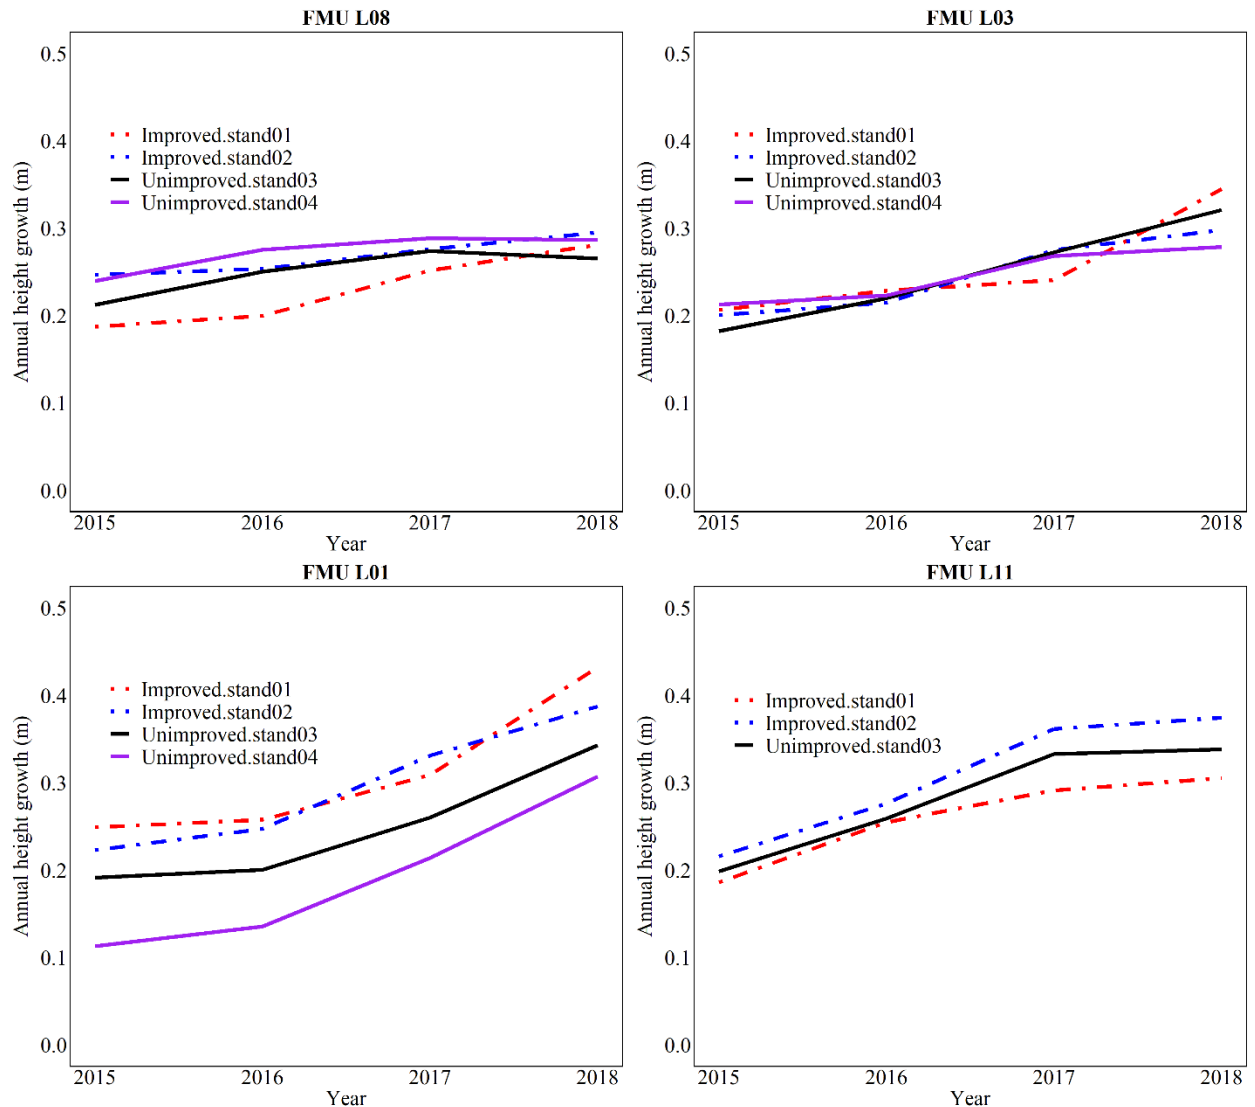 FMU L08
0.5
0.4
0.3
0.2
0.1
0.0
Annual height growth (m)
Improved.stand01
Improved.stand02
Unimproved.stand03
Unimproved.stand04
2015 2016 2017 2018
Year
FMU L03
0.5
0.4
0.3
0.2
0.1
0.0
Annual height growth (m)
Improved.stand01
Improved.stand02
Unimproved.stand03
Unimproved.stand04
2015 2016 2017 2018
Year
FMU L01
0.5
0.4
0.3
0.2
0.1
0.0
Annual height growth (m)
Improved.stand01
Improved.stand02
Unimproved.stand03
Unimproved.stand04
2015 2016 2017 2018
Year
FMU L11
0.5
0.4
0.3
0.2
0.1
0.0
Annual height growth (m)
Improved.stand01
Improved.stand02
Unimproved.stand03
2015 2016 2017 2018
Year